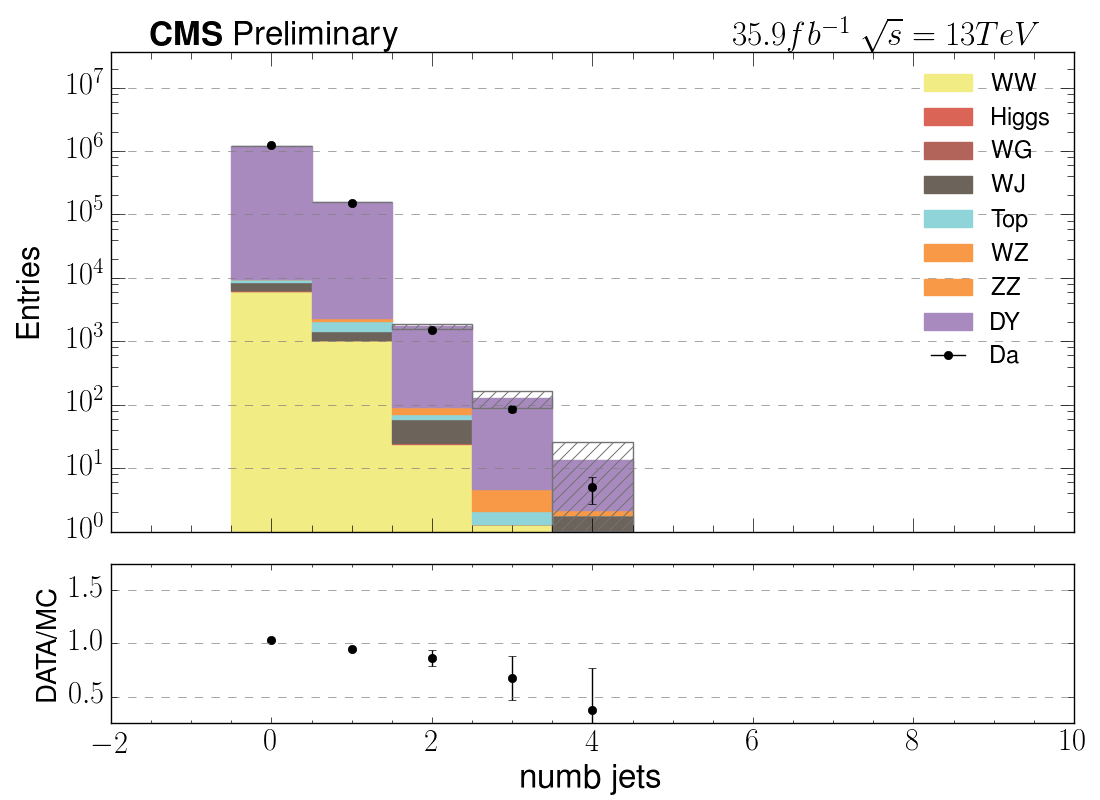 CMS Preliminary 35.9fb⁻¹ √s = 13TeV
Entries
10⁷
10⁶
10⁵
10⁴
10³
10²
10¹
10⁰
WW
Higgs
WG
WJ
Top
WZ
ZZ
DY
Da
DATA/MC
1.5
1.0
0.5
−2 0 2 4 6 8 10
numb jets